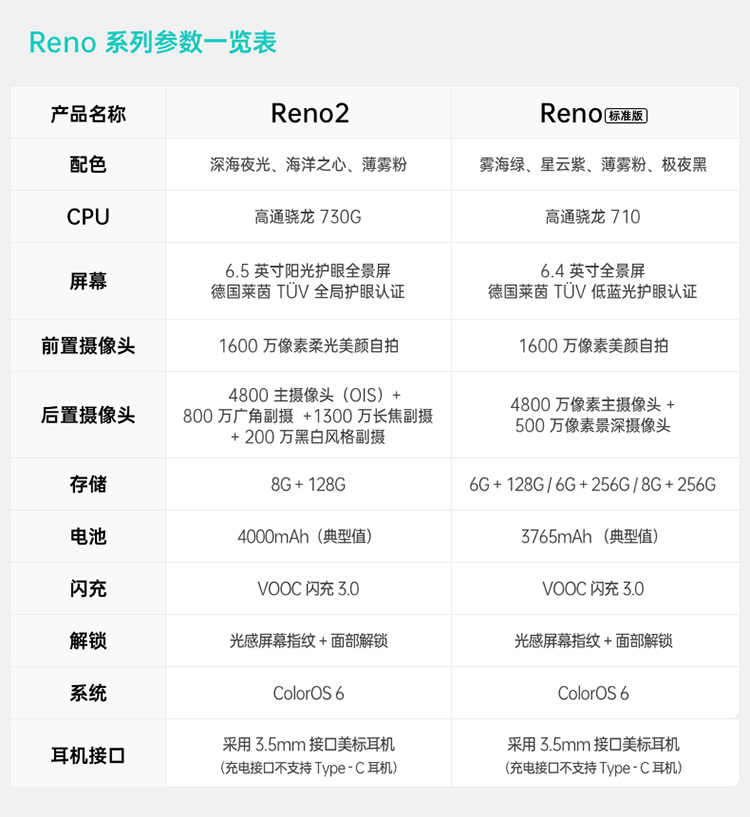 Reno 系列参数一览表
产品名称 Reno2 Reno标准版
配色 深海夜光、海洋之心、薄雾粉 雾海绿、星云紫、薄雾粉、极夜黑
CPU 高通骁龙 730G 高通骁龙 710
屏幕 6.5 英寸阳光护眼全景屏 6.4 英寸全景屏
德国莱茵 TÜV 全局护眼认证 德国莱茵 TÜV 低蓝光护眼认证
前置摄像头 1600 万像素柔光美颜自拍 1600 万像素美颜自拍
后置摄像头 4800 主摄像头（OIS）+ 4800 万像素主摄像头 +
800 万广角副摄 +1300 万长焦副摄 500 万像素景深摄像头
+ 200 万黑白风格副摄
存储 8G + 128G 6G + 128G / 6G + 256G / 8G + 256G
电池 4000mAh（典型值） 3765mAh （典型值）
闪充 VOOC 闪充 3.0 VOOC 闪充 3.0
解锁 光感屏幕指纹 + 面部解锁 光感屏幕指纹 + 面部解锁
系统 ColorOS 6 ColorOS 6
耳机接口 采用 3.5mm 接口美标耳机 采用 3.5mm 接口美标耳机
（充电接口不支持 Type - C 耳机） （充电接口不支持 Type - C 耳机）